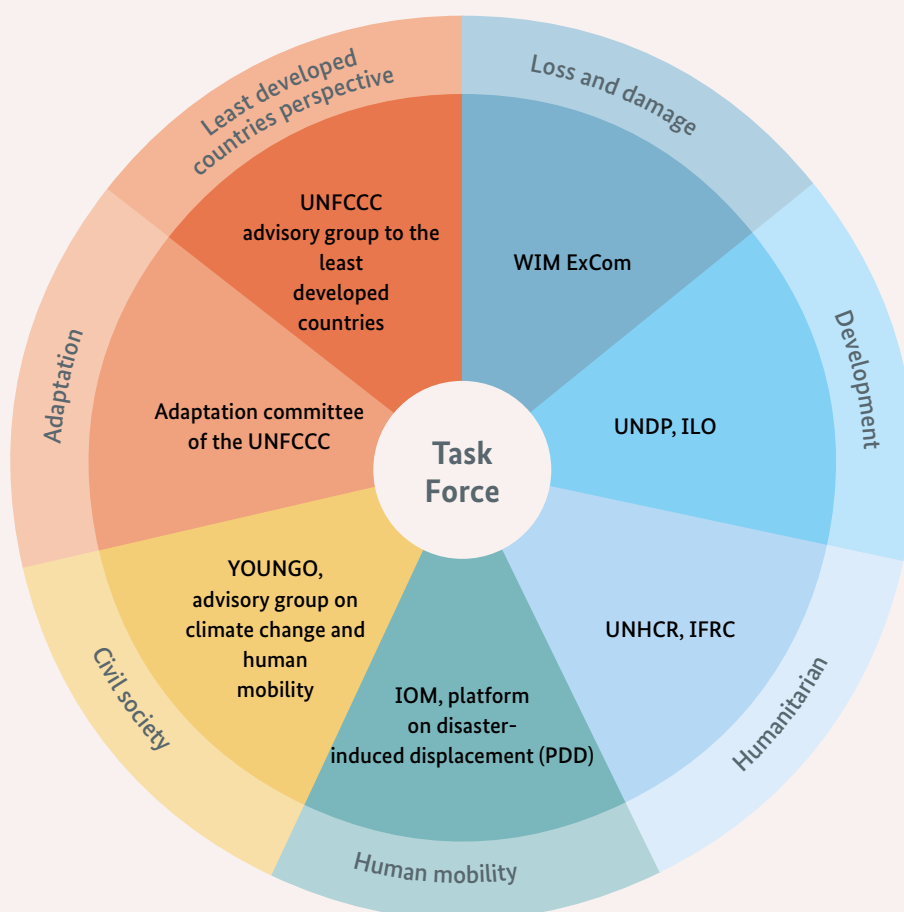 Least developed
countries perspective
Loss and damage
UNFCCC
advisory group to the
least
developed
countries
WIM ExCom
Development
Adaptation
Adaptation committee
of the UNFCCC
UNDP, ILO
Task
Force
YOUNGO,
advisory group on
climate change and
human
mobility
UNHCR, IFRC
IOM, platform
on disaster-
induced displacement (PDD)
Civil society
Humanitarian
Human mobility